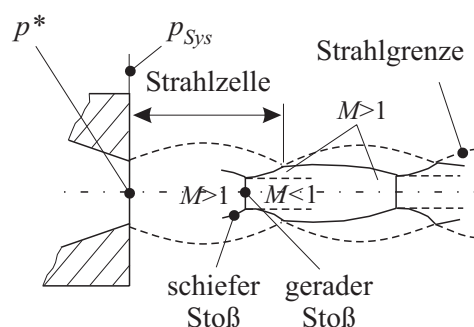 p*
p_Sys
Strahlgrenze
Strahlzelle
M>1
M>1
M<1
schiefer
Stoß
gerader
Stoß